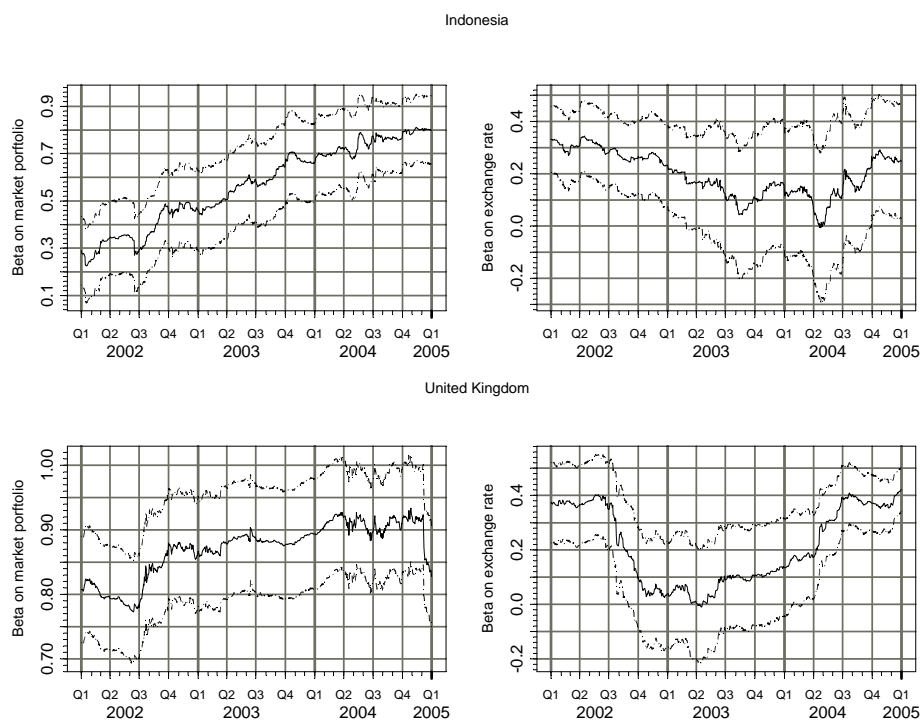 Indonesia
Beta on market porftolio
0.1 0.3 0.5 0.7 0.9
Q1 Q2 Q3 Q4 Q1 Q2 Q3 Q4 Q1 Q2 Q3 Q4 Q1
2002 2003 2004 2005
Beta on exchange rate
-0.2 0.0 0.2 0.4
Q1 Q2 Q3 Q4 Q1 Q2 Q3 Q4 Q1 Q2 Q3 Q4 Q1
2002 2003 2004 2005
United Kingdom
Beta on market porftolio
0.70 0.80 0.90 1.00
Q1 Q2 Q3 Q4 Q1 Q2 Q3 Q4 Q1 Q2 Q3 Q4 Q1
2002 2003 2004 2005
Beta on exchange rate
-0.2 0.0 0.2 0.4
Q1 Q2 Q3 Q4 Q1 Q2 Q3 Q4 Q1 Q2 Q3 Q4 Q1
2002 2003 2004 2005